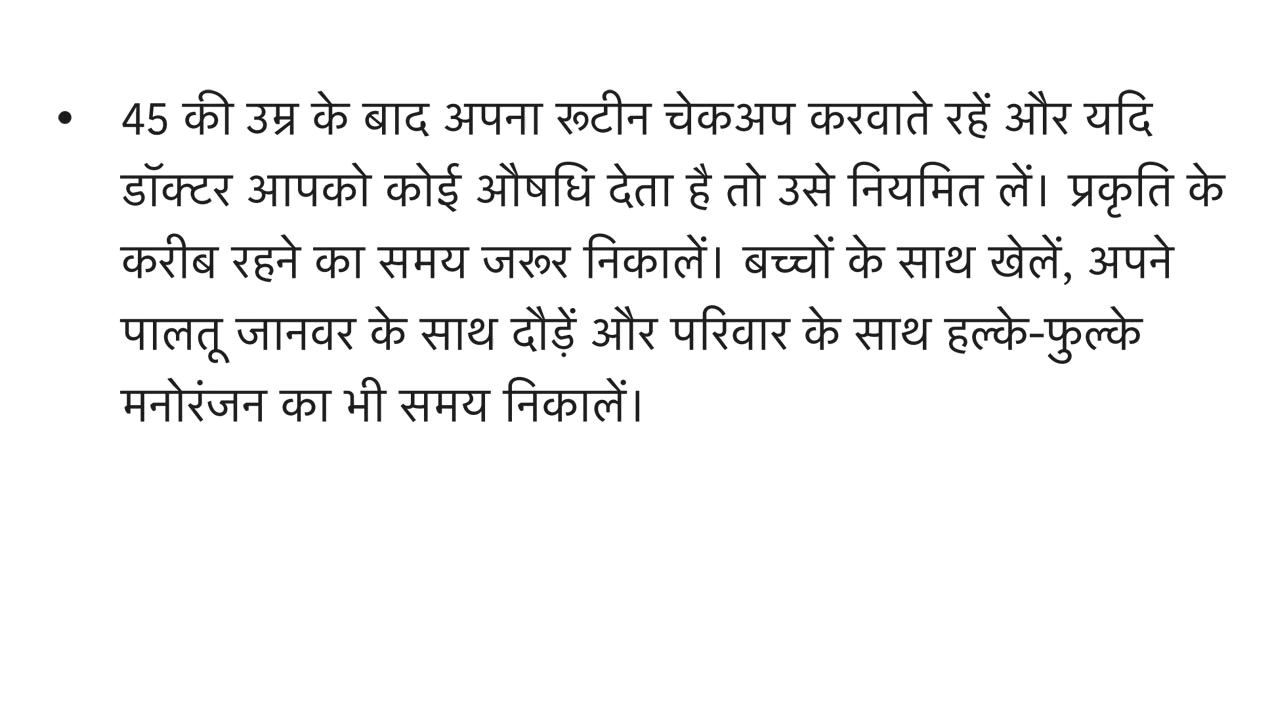 • 45 की उम्र के बाद अपना रूटीन चेकअप करवाते रहें और यदि
डॉक्टर आपको कोई औषधि देता है तो उसे नियमित लें। प्रकृति के
करीब रहने का समय जरूर निकालें। बच्चों के साथ खेलें, अपने
पालतू जानवर के साथ दौड़ें और परिवार के साथ हल्के-फुल्के
मनोरंजन का भी समय निकालें।